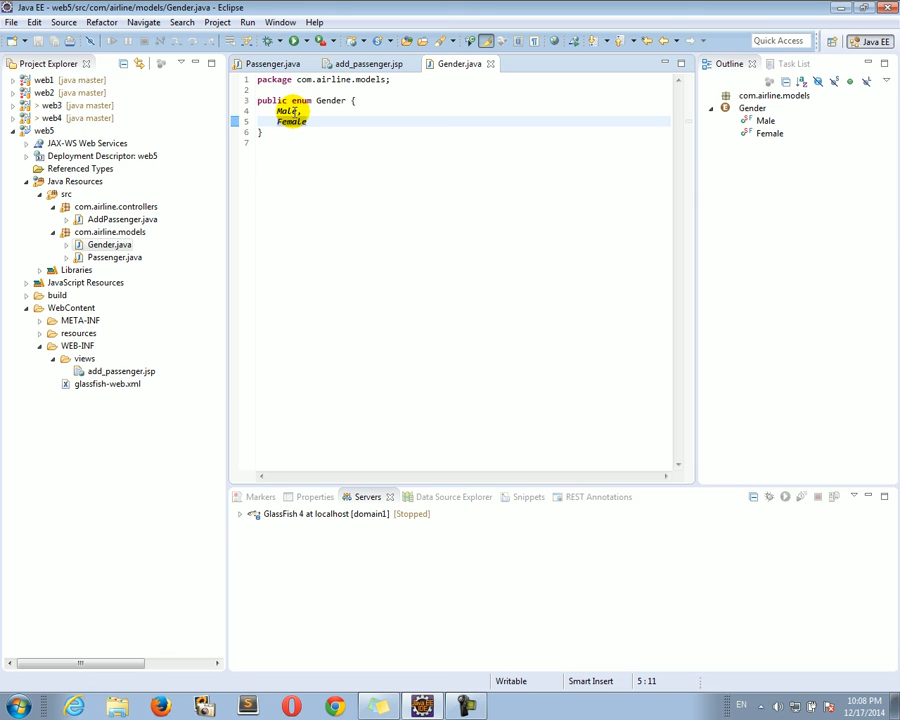 Java EE - web5/src/com/airline/models/Gender.java - Eclipse
File Edit Source Refactor Navigate Search Project Run Window Help
Quick Access
Java EE
Project Explorer
Passenger.java
add_passenger.jsp
Gender.java
Outline
Task List
web1 [java master]
web2 [java master]
> web3 [java master]
> web4 [java master]
web5
JAX-WS Web Services
Deployment Descriptor: web5
Referenced Types
Java Resources
src
com.airline.controllers
AddPassenger.java
com.airline.models
Gender.java
Passenger.java
Libraries
JavaScript Resources
build
WebContent
META-INF
resources
WEB-INF
views
add_passenger.jsp
glassfish-web.xml
1 package com.airline.models;
2
3 public enum Gender {
4 Male,
5 Female
6 }
7
com.airline.models
Gender
Male
Female
Markers
Properties
Servers
Data Source Explorer
Snippets
REST Annotations
GlassFish 4 at localhost [domain1] [Stopped]
Writable
Smart Insert
5 : 11
EN
10:08 PM
12/17/2014